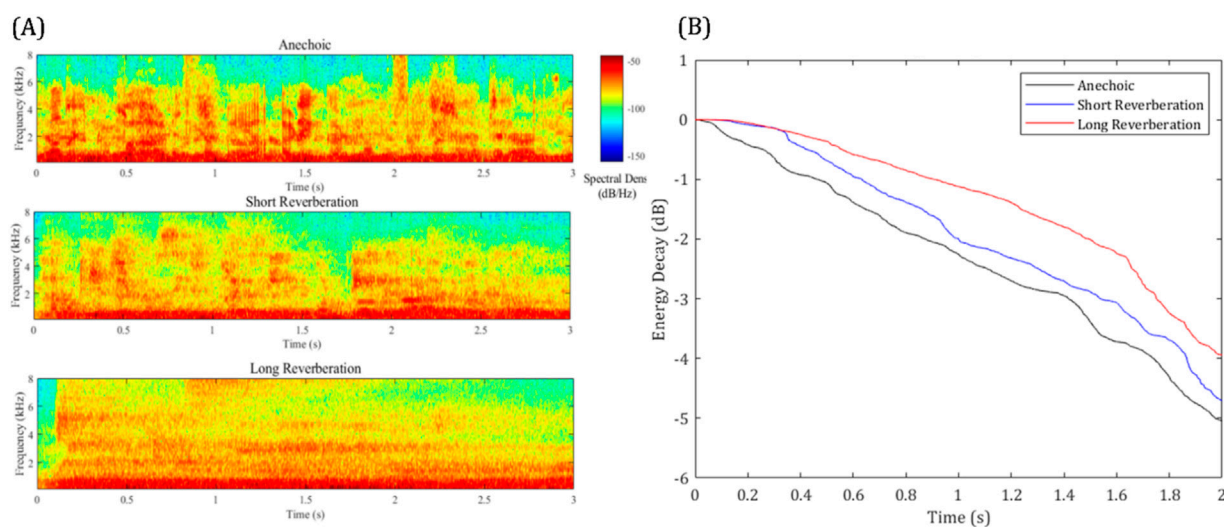 (A)
Anechoic
Frequency (kHz)
8
6
4
2
0 0.5 1 1.5 2 2.5 3
Time (s)
-50
-100
-150
Spectral Dens
(dB/Hz)
Short Reverberation
Frequency (kHz)
8
6
4
2
0 0.5 1 1.5 2 2.5 3
Time (s)
Long Reverberation
Frequency (kHz)
8
6
4
2
0 0.5 1 1.5 2 2.5 3
Time (s)
(B)
Energy Decay (dB)
1
0
-1
-2
-3
-4
-5
-6
Anechoic
Short Reverberation
Long Reverberation
0 0.2 0.4 0.6 0.8 1 1.2 1.4 1.6 1.8 2
Time (s)